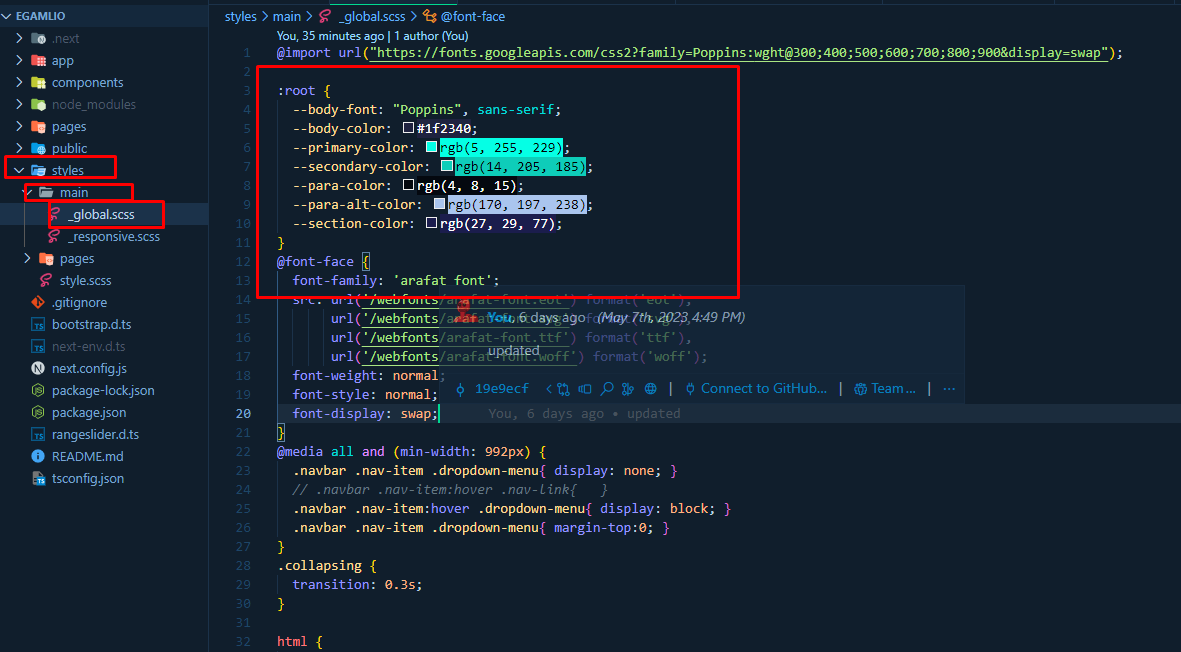 EGAMLIO
.next
app
components
node_modules
pages
public
styles
main
_global.scss
_responsive.scss
pages
style.scss
.gitignore
bootstrap.d.ts
next-env.d.ts
next.config.js
package-lock.json
package.json
rangeslider.d.ts
README.md
tsconfig.json
styles > main > _global.scss > @font-face
You, 35 minutes ago | 1 author (You)
1 @import url("https://fonts.googleapis.com/css2?family=Poppins:wght@300;400;500;600;700;800;900&display=swap");
2
3 :root {
4 --body-font: "Poppins", sans-serif;
5 --body-color: #1f2340;
6 --primary-color: rgb(5, 255, 229);
7 --secondary-color: rgb(14, 205, 185);
8 --para-color: rgb(4, 8, 15);
9 --para-alt-color: rgb(170, 197, 238);
10 --section-color: rgb(27, 29, 77);
11 }
12 @font-face {
13 font-family: 'arafat font';
14 src: url('/webfonts/arafat-font.eot') format('eot'),
15 url('/webfonts/arafat-font.svg') format('svg'),
You, 6 days ago (May 7th, 2023, 4:49 PM)
16 url('/webfonts/arafat-font.ttf') format('ttf'),
updated
17 url('/webfonts/arafat-font.woff') format('woff');
18 font-weight: normal;
19 font-style: normal;
19e9ecf | Connect to GitHub... | Team... | ...
20 font-display: swap; You, 6 days ago • updated
21 }
22 @media all and (min-width: 992px) {
23 .navbar .nav-item .dropdown-menu{ display: none; }
24 // .navbar .nav-item:hover .nav-link{ }
25 .navbar .nav-item:hover .dropdown-menu{ display: block; }
26 .navbar .nav-item .dropdown-menu{ margin-top:0; }
27 }
28 .collapsing {
29 transition: 0.3s;
30 }
31
32 html {